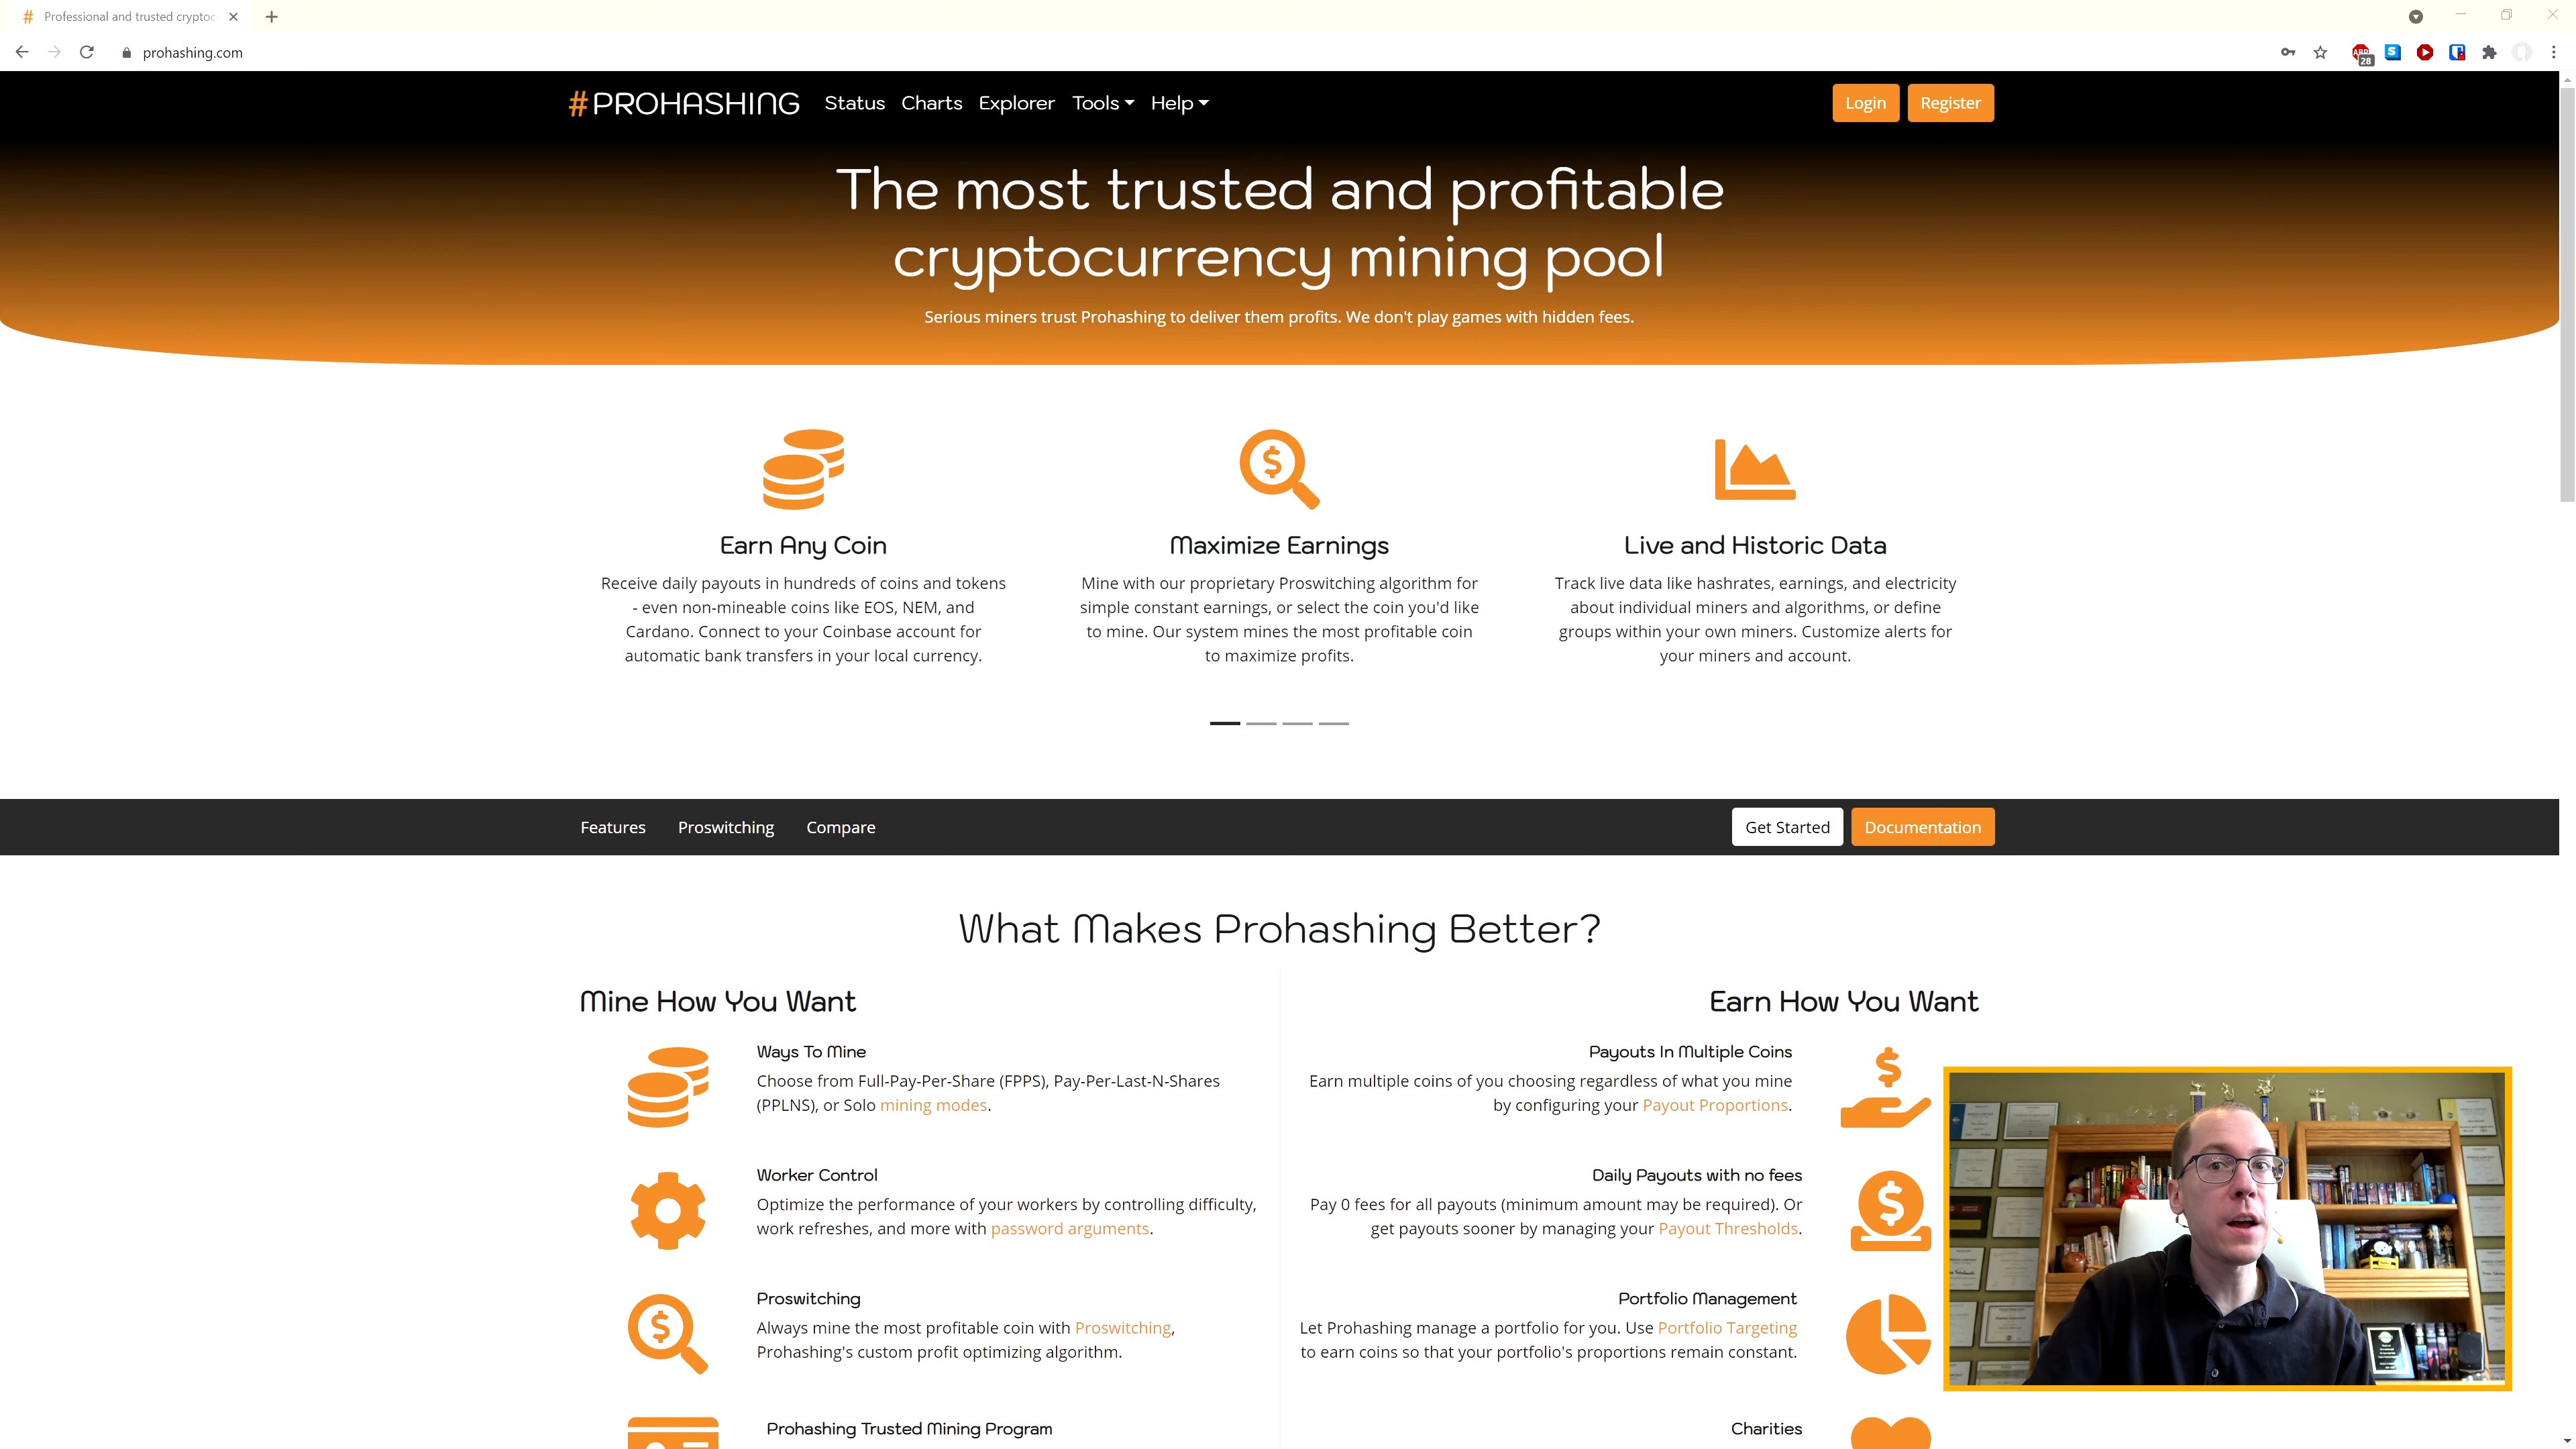 Professional and trusted cryptoc
prohashing.com
ABP
28
S
#PROHASHING
Status
Charts
Explorer
Tools
Help
Login
Register
The most trusted and profitable
cryptocurrency mining pool
Serious miners trust Prohashing to deliver them profits. We don't play games with hidden fees.
Earn Any Coin
Receive daily payouts in hundreds of coins and tokens
- even non-mineable coins like EOS, NEM, and
Cardano. Connect to your Coinbase account for
automatic bank transfers in your local currency.
Maximize Earnings
Mine with our proprietary Proswitching algorithm for
simple constant earnings, or select the coin you'd like
to mine. Our system mines the most profitable coin
to maximize profits.
Live and Historic Data
Track live data like hashrates, earnings, and electricity
about individual miners and algorithms, or define
groups within your own miners. Customize alerts for
your miners and account.
Features
Proswitching
Compare
Get Started
Documentation
What Makes Prohashing Better?
Mine How You Want
Ways To Mine
Choose from Full-Pay-Per-Share (FPPS), Pay-Per-Last-N-Shares
(PPLNS), or Solo mining modes.
Worker Control
Optimize the performance of your workers by controlling difficulty,
work refreshes, and more with password arguments.
Proswitching
Always mine the most profitable coin with Proswitching,
Prohashing's custom profit optimizing algorithm.
Prohashing Trusted Mining Program
Earn How You Want
Payouts In Multiple Coins
Earn multiple coins of you choosing regardless of what you mine
by configuring your Payout Proportions.
Daily Payouts with no fees
Pay 0 fees for all payouts (minimum amount may be required). Or
get payouts sooner by managing your Payout Thresholds.
Portfolio Management
Let Prohashing manage a portfolio for you. Use Portfolio Targeting
to earn coins so that your portfolio's proportions remain constant.
Charities